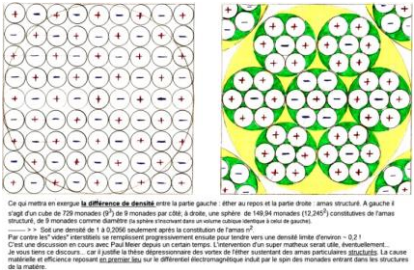 Ce qui mettra en exergue la différence de densité entre la partie gauche : éther au repos et la partie droite : amas structuré. A gauche il
s'agit d'un cube de 729 monades (9³) de 9 monades par côté; à droite, une sphère de 149,94 monades (12,245²) constitutives de l'amas
structuré, de 9 monades comme diamètre (la sphère s'inscrivant dans un volume cubique identique à celui de gauche).
-------- > > Soit une densité de 1 à 0,2056 seulement après la constitution de l'amas n².
Par contre les" vides" interstitiels se remplissent progressivement ensuite pour tendre vers une densité limite d'environ ~ 0,2 !
C'est une discussion en cours avec Paul Meer depuis un certain temps. L'intervention d'un super matheux serait utile, éventuellement...
Je vous tiens ce discours... car il justifie la thèse dépressionnaire des vortex de l'éther sustentant des amas particulaires structurés. La cause
matérielle et efficience reposant en premier lieu sur le différentiel électromagnétique induit par le spin des monades entrant dans les structures
de la matière.